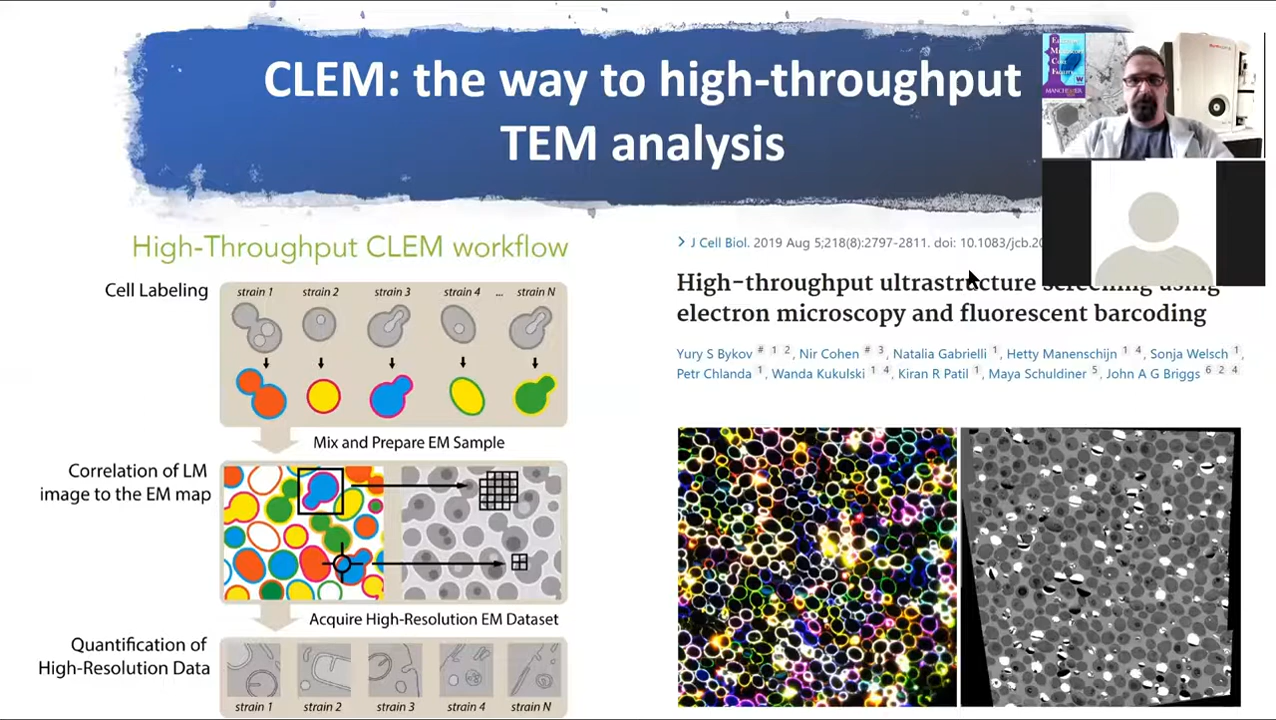 CLEM: the way to high-throughput
TEM analysis
High-Throughput CLEM workflow
Cell Labeling
strain 1 strain 2 strain 3 strain 4 ... strain N
Mix and Prepare EM Sample
Correlation of LM
image to the EM map
Acquire High-Resolution EM Dataset
Quantification of
High-Resolution Data
strain 1 strain 2 strain 3 strain 4 strain N
J Cell Biol. 2019 Aug 5;218(8):2797-2811. doi: 10.1083/jcb.20
High-throughput ultrastructure screening using
electron microscopy and fluorescent barcoding
Yury S Bykov # 1 2, Nir Cohen # 3, Natalia Gabrielli 1, Hetty Manenschijn 1 4, Sonja Welsch 1,
Petr Chlanda 1, Wanda Kukulski 1 4, Kiran R Patil 1, Maya Schuldiner 5, John A G Briggs 6 2 4
MANCHESTER